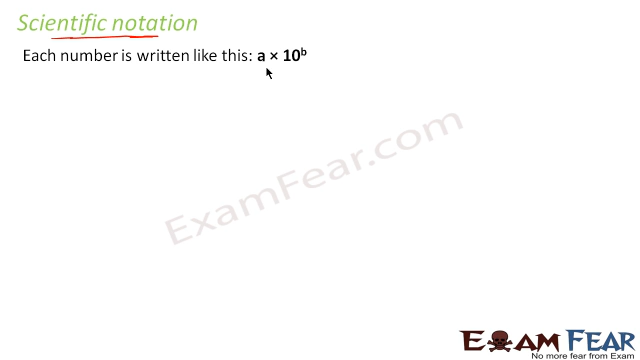 Scientific notation
Each number is written like this: a × 10ᵇ
ExamFear.com
EXAM FEAR
No more fear from Exam